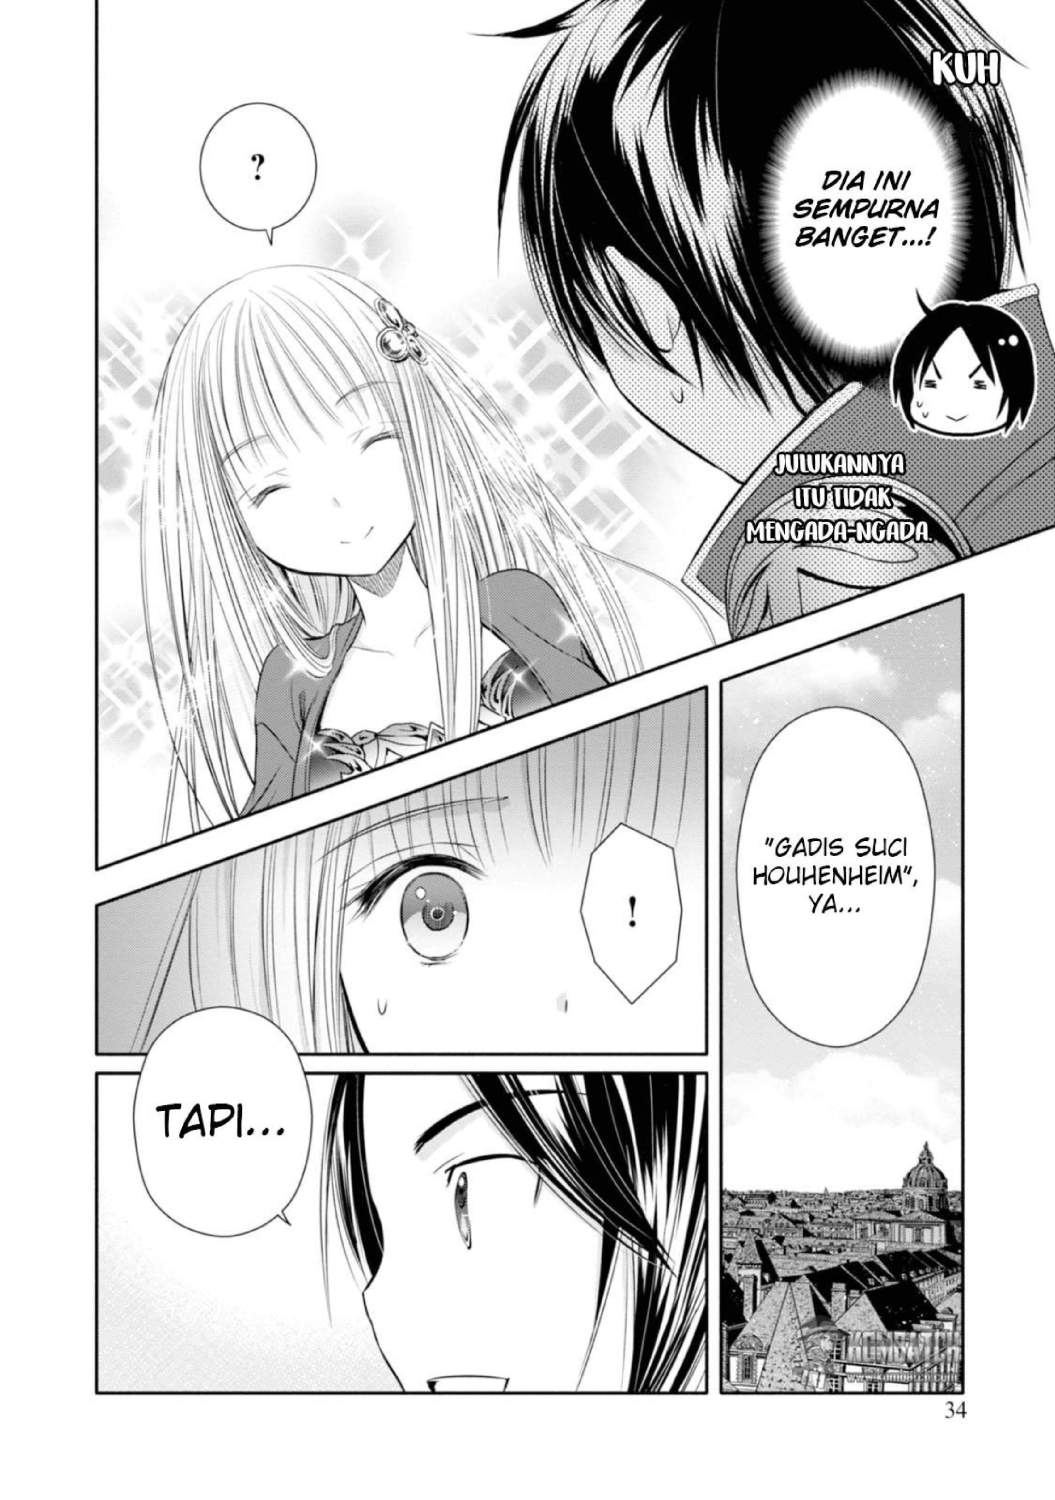 KUH
DIA INI
SEMPURNA
BANGET...!
?
JULUKANNYA
ITU TIDAK
MENGADA-NGADA.
"GADIS SUCI
HOUHENHEIM",
YA...
!
TAPI...
34